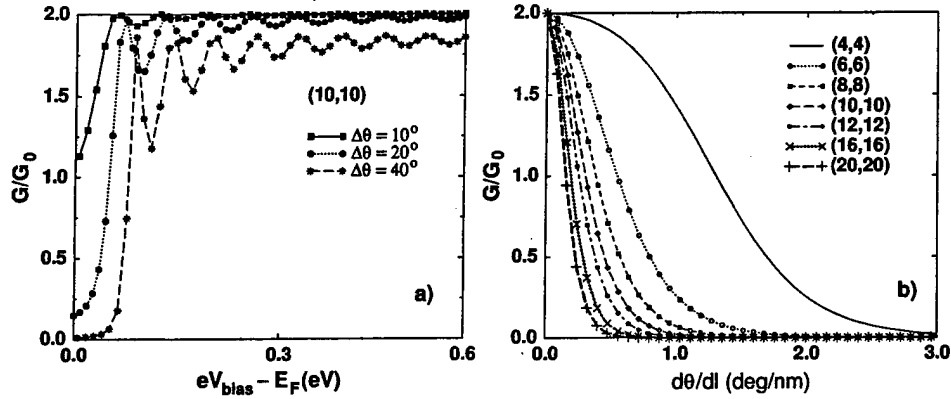 2.0
1.5
1.0
0.5
0.0
G/G0
(10,10)
Δθ = 10°
Δθ = 20°
Δθ = 40°
a)
0.0 0.3 0.6
eVbias − EF(eV)
2.0
1.5
1.0
0.5
0.0
G/G0
(4,4)
(6,6)
(8,8)
(10,10)
(12,12)
(16,16)
(20,20)
b)
0.0 1.0 2.0 3.0
dθ/dl (deg/nm)